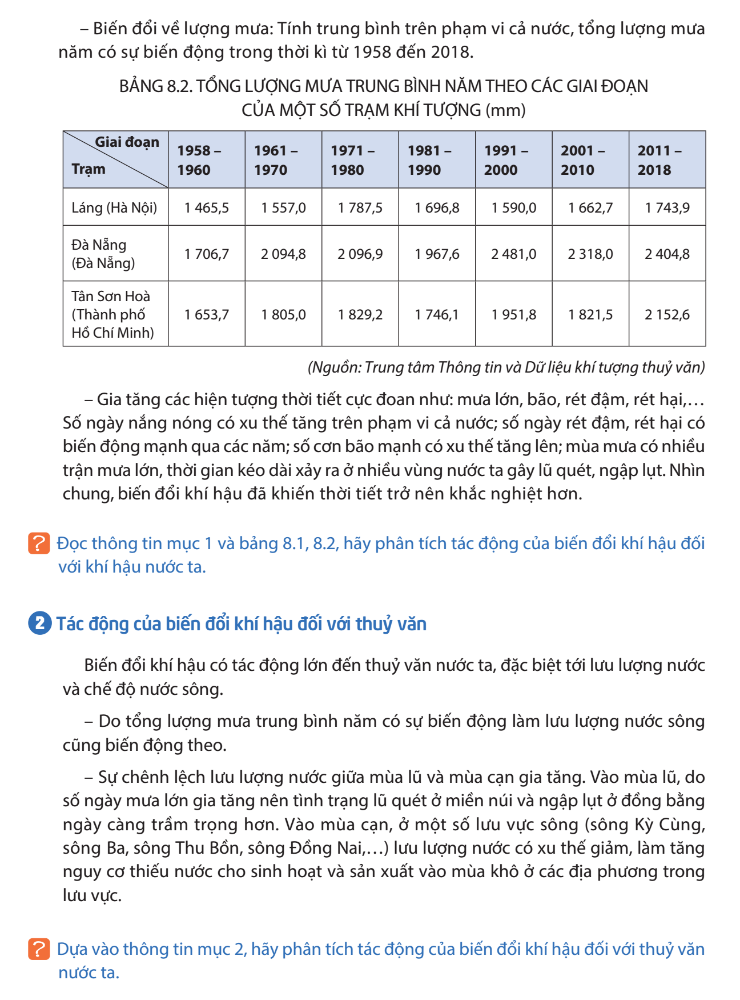 – Biến đổi về lượng mưa: Tính trung bình trên phạm vi cả nước, tổng lượng mưa
năm có sự biến động trong thời kì từ 1958 đến 2018.
BẢNG 8.2. TỔNG LƯỢNG MƯA TRUNG BÌNH NĂM THEO CÁC GIAI ĐOẠN
CỦA MỘT SỐ TRẠM KHÍ TƯỢNG (mm)
Giai đoạn
Trạm
1958 –
1960
1961 –
1970
1971 –
1980
1981 –
1990
1991 –
2000
2001 –
2010
2011 –
2018
Láng (Hà Nội) 1 465,5 1 557,0 1 787,5 1 696,8 1 590,0 1 662,7 1 743,9
Đà Nẵng
(Đà Nẵng)
1 706,7 2 094,8 2 096,9 1 967,6 2 481,0 2 318,0 2 404,8
Tân Sơn Hoà
(Thành phố
Hồ Chí Minh)
1 653,7 1 805,0 1 829,2 1 746,1 1 951,8 1 821,5 2 152,6
(Nguồn: Trung tâm Thông tin và Dữ liệu khí tượng thuỷ văn)
– Gia tăng các hiện tượng thời tiết cực đoan như: mưa lớn, bão, rét đậm, rét hại,…
Số ngày nắng nóng có xu thế tăng trên phạm vi cả nước; số ngày rét đậm, rét hại có
biến động mạnh qua các năm; số cơn bão mạnh có xu thế tăng lên; mùa mưa có nhiều
trận mưa lớn, thời gian kéo dài xảy ra ở nhiều vùng nước ta gây lũ quét, ngập lụt. Nhìn
chung, biến đổi khí hậu đã khiến thời tiết trở nên khắc nghiệt hơn.
? Đọc thông tin mục 1 và bảng 8.1, 8.2, hãy phân tích tác động của biến đổi khí hậu đối
với khí hậu nước ta.
2 Tác động của biến đổi khí hậu đối với thuỷ văn
Biến đổi khí hậu có tác động lớn đến thuỷ văn nước ta, đặc biệt tới lưu lượng nước
và chế độ nước sông.
– Do tổng lượng mưa trung bình năm có sự biến động làm lưu lượng nước sông
cũng biến động theo.
– Sự chênh lệch lưu lượng nước giữa mùa lũ và mùa cạn gia tăng. Vào mùa lũ, do
số ngày mưa lớn gia tăng nên tình trạng lũ quét ở miền núi và ngập lụt ở đồng bằng
ngày càng trầm trọng hơn. Vào mùa cạn, ở một số lưu vực sông (sông Kỳ Cùng,
sông Ba, sông Thu Bồn, sông Đồng Nai,…) lưu lượng nước có xu thế giảm, làm tăng
nguy cơ thiếu nước cho sinh hoạt và sản xuất vào mùa khô ở các địa phương trong
lưu vực.
? Dựa vào thông tin mục 2, hãy phân tích tác động của biến đổi khí hậu đối với thuỷ văn
nước ta.